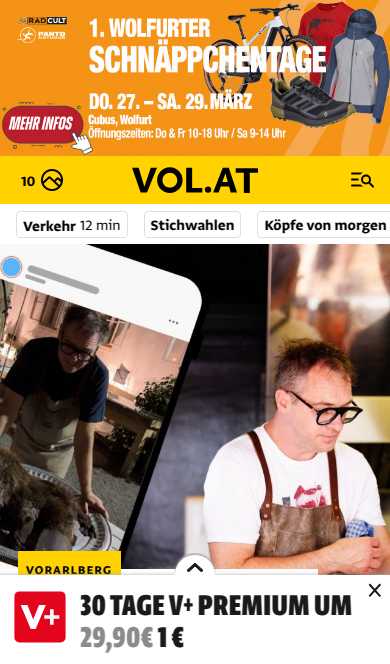 RADCULT
PANTO
1. WOLFURTER
SCHNÄPPCHENTAGE
DO. 27. – SA. 29. MÄRZ
MEHR INFOS
Cubus, Wolfurt
Öffnungszeiten: Do & Fr 10-18 Uhr / Sa 9-14 Uhr
10
VOL.AT
Verkehr 12 min
Stichwahlen
Köpfe von morgen
VORARLBERG
V+
30 TAGE V+ PREMIUM UM
29,90€ 1 €